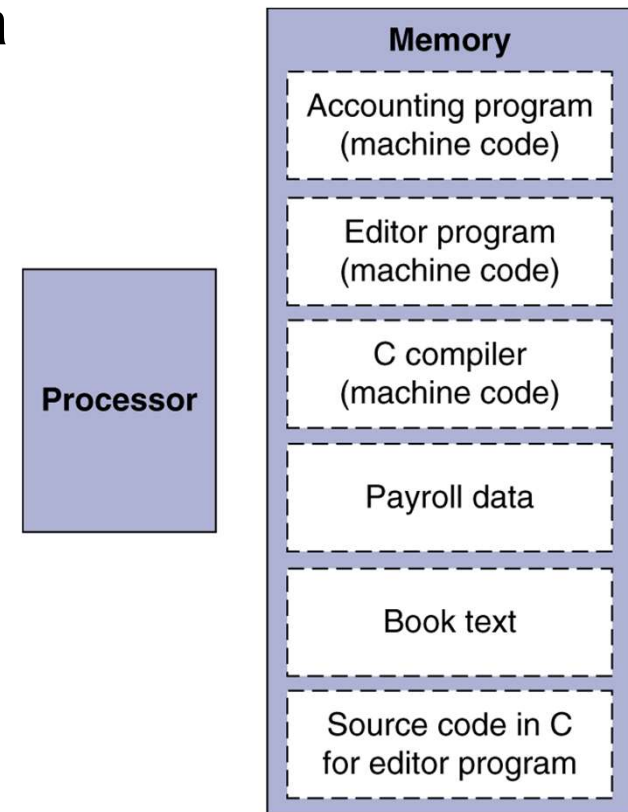 Memory
Accounting program
(machine code)
Editor program
(machine code)
C compiler
(machine code)
Processor
Payroll data
Book text
Source code in C
for editor program